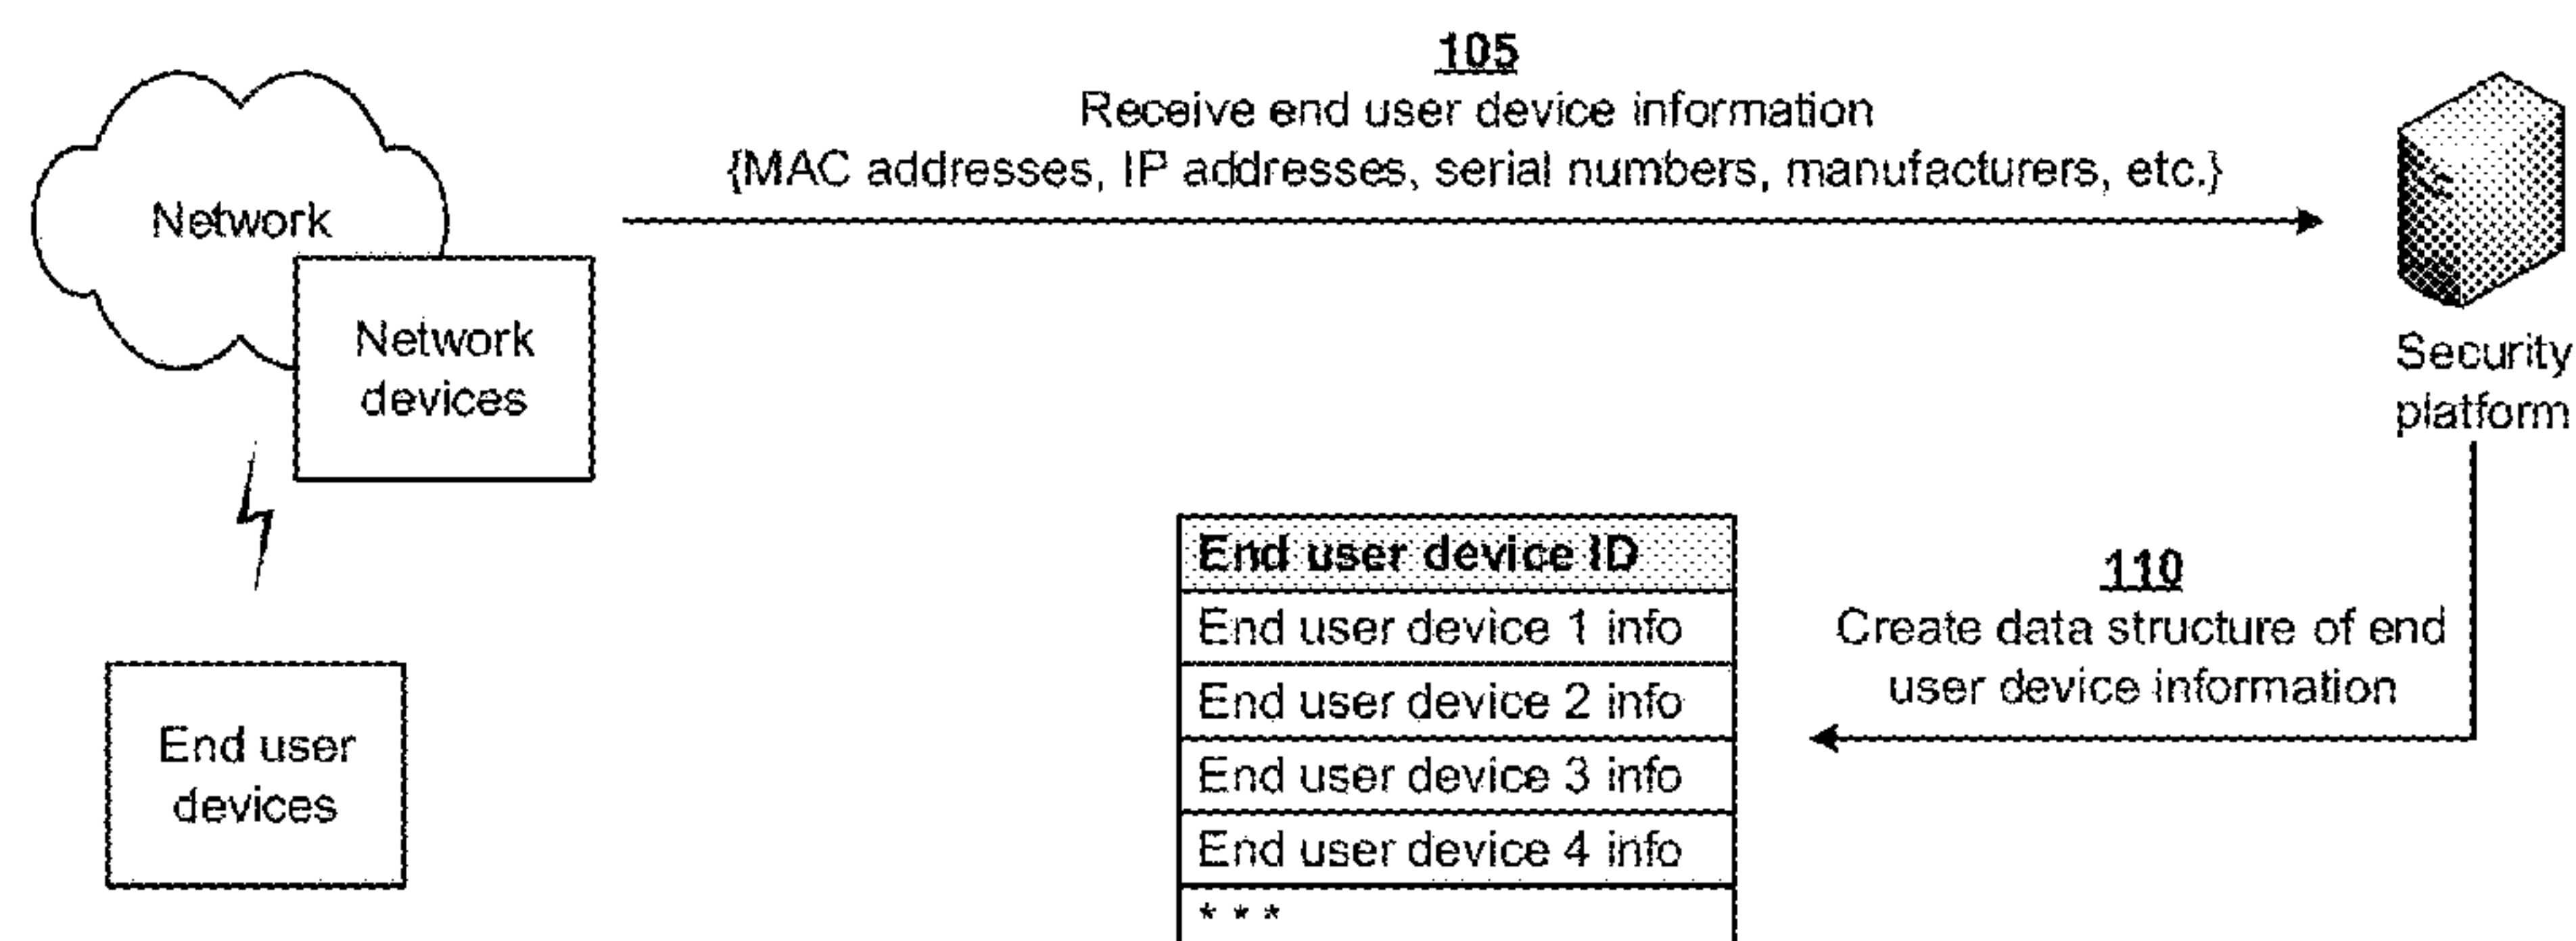 105
Receive end user device information
{MAC addresses, IP addresses, serial numbers, manufacturers, etc.}
Network
Network
devices
Security
platform
End user device ID
End user device 1 info
End user device 2 info
End user device 3 info
End user device 4 info
* * *
110
Create data structure of end
user device information
End user
devices